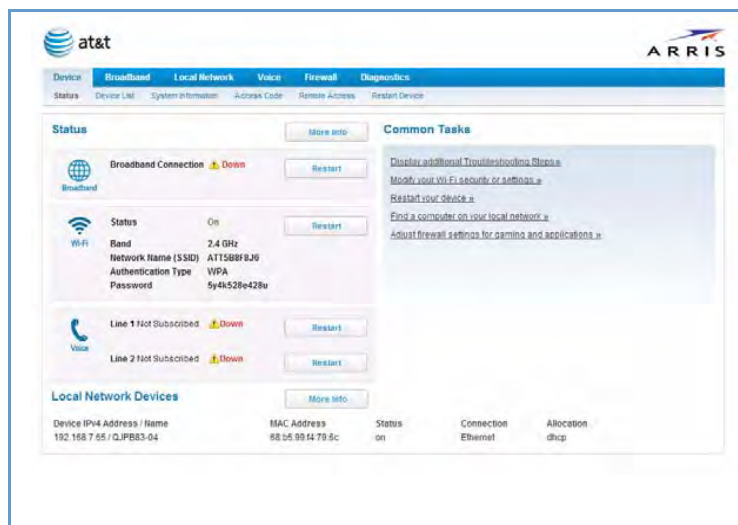 at&t
ARRIS
Device Broadband Local Network Voice Firewall Diagnostics
Status Device List System Information Access Code Remote Access Restart Device
Status More Info Common Tasks
Broadband Connection Down Restart
Broadband
Display additional Troubleshooting Steps »
Modify your Wi-Fi security or settings »
Restart your device »
Find a computer on your local network »
Adjust firewall settings for gaming and applications »
Status On Restart
Wi-Fi
Band 2.4 GHz
Network Name (SSID) ATT5B8F8J6
Authentication Type WPA
Password 5y4k528e428u
Line 1 Not Subscribed Down Restart
Voice
Line 2 Not Subscribed Down Restart
Local Network Devices More Info
Device IPv4 Address / Name MAC Address Status Connection Allocation
192.168.7.65 / QJPB83-04 68:b5:99:f4:79:6c on Ethernet dhcp